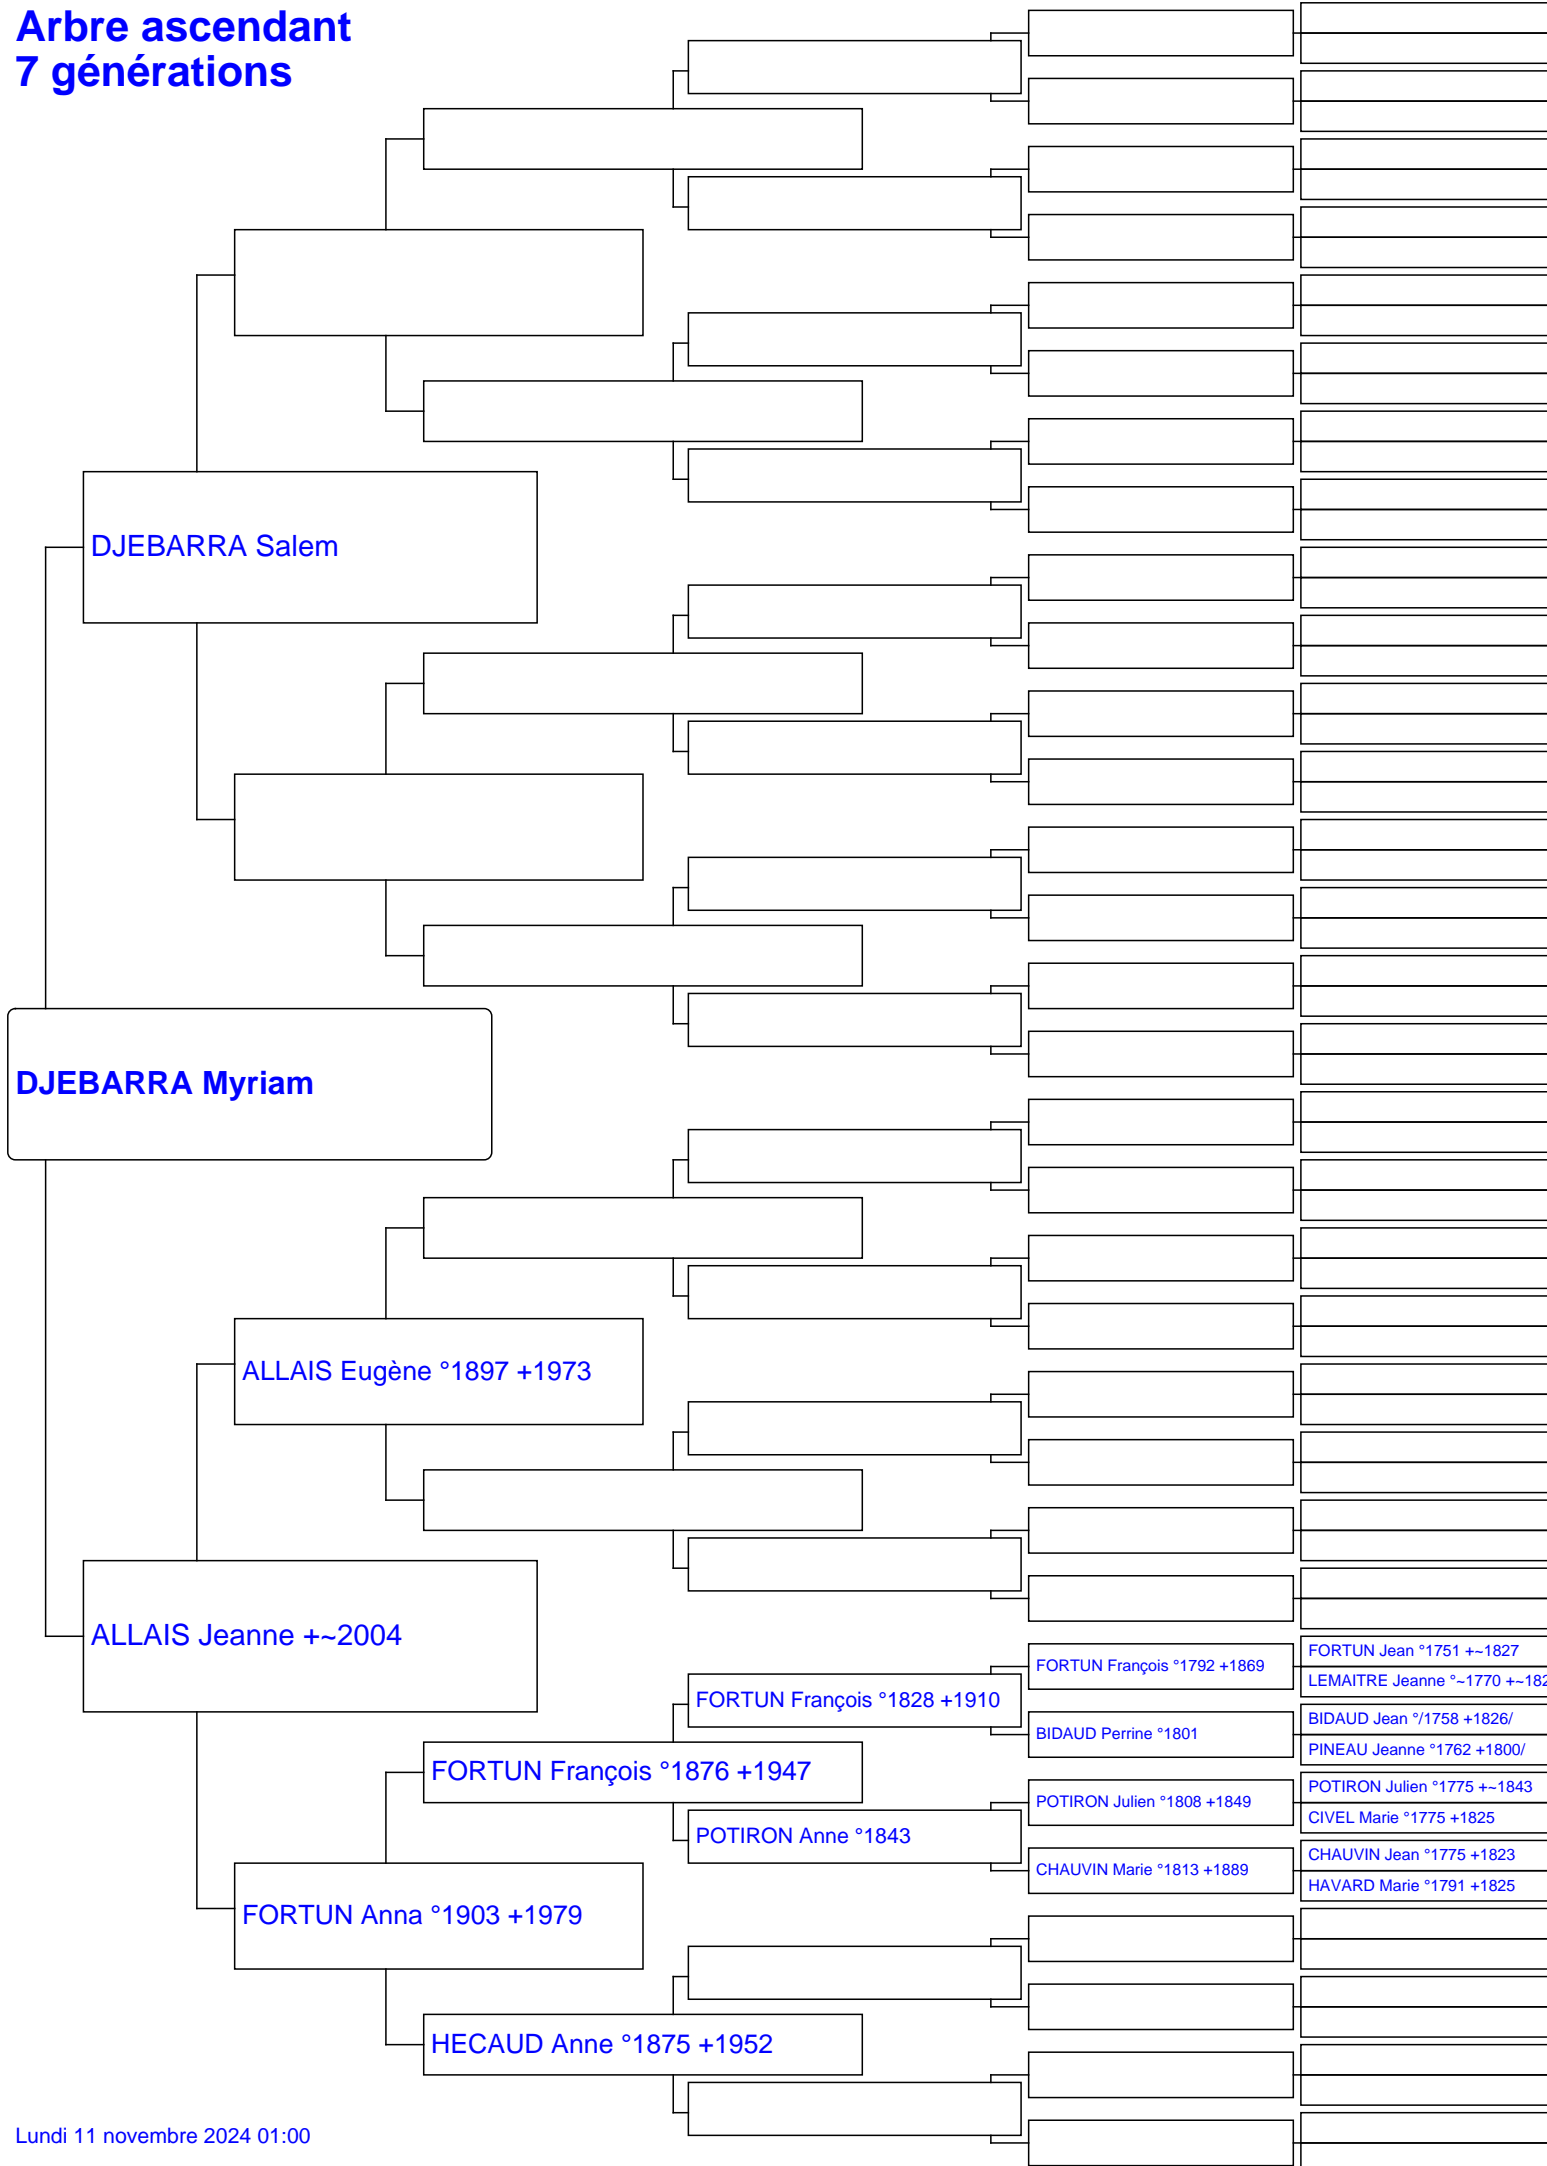 Arbre ascendant
7 générations
DJEBARRA Salem
DJEBARRA Myriam
ALLAIS Eugène °1897 +1973
ALLAIS Jeanne +~2004
FORTUN Jean °1751 +~1827
FORTUN François °1792 +1869
LEMAITRE Jeanne °~1770 +~182
FORTUN François °1828 +1910
BIDAUD Jean °/1758 +1826/
BIDAUD Perrine °1801
PINEAU Jeanne °1762 +1800/
FORTUN François °1876 +1947
POTIRON Julien °1775 +~1843
POTIRON Julien °1808 +1849
CIVEL Marie °1775 +1825
POTIRON Anne °1843
CHAUVIN Jean °1775 +1823
CHAUVIN Marie °1813 +1889
HAVARD Marie °1791 +1825
FORTUN Anna °1903 +1979
HECAUD Anne °1875 +1952
Lundi 11 novembre 2024 01:00